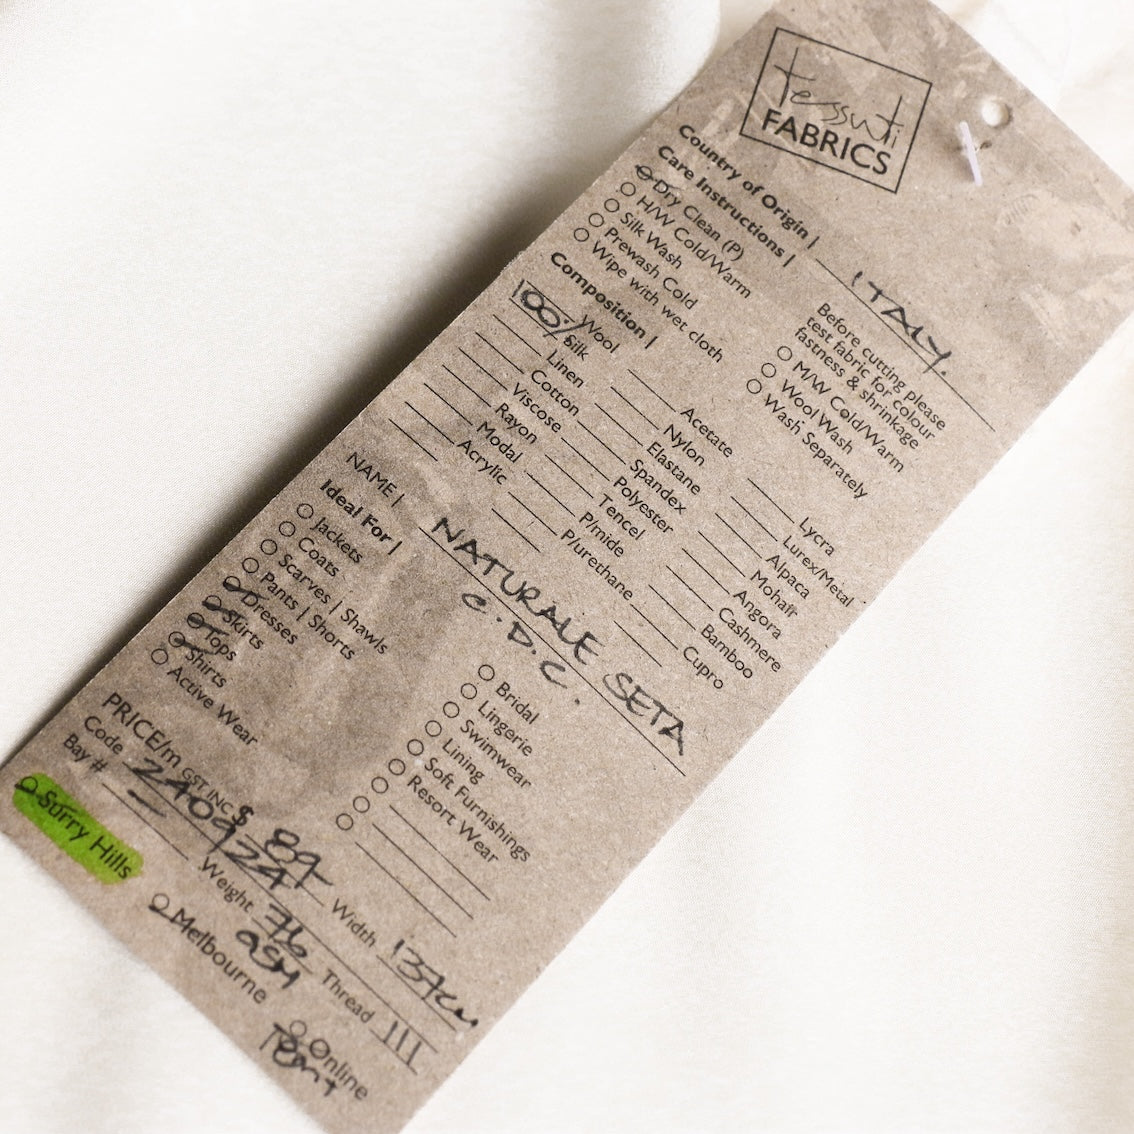 tessuti
FABRICS
Country of Origin | ITALY.
Care Instructions |
Dry Clean (P)
H/W Cold/Warm
Silk Wash
Prewash Cold
Wipe with wet cloth
Before cutting please
test fabric for colour
fastness & shrinkage
M/W Cold/Warm
Wool Wash
Wash Separately
Composition |
Wool
100% Silk
Linen
Cotton
Viscose
Rayon
Modal
Acrylic
Acetate
Nylon
Elastane
Spandex
Polyester
Tencel
P/mide
P/urethane
Lycra
Lurex/Metal
Alpaca
Mohair
Angora
Cashmere
Bamboo
Cupro
NAME | NATURALE SETA
C.D.C.
Ideal For |
Jackets
Coats
Scarves | Shawls
Pants | Shorts
Dresses
Skirts
Tops
Shirts
Active Wear
Bridal
Lingerie
Swimwear
Lining
Soft Furnishings
Resort Wear
PRICE/m GST INC $ 89 Width 137cm
Code 2409/24 Weight 76 gsm Thread III
Bay # —
Surry Hills
Melbourne
Online